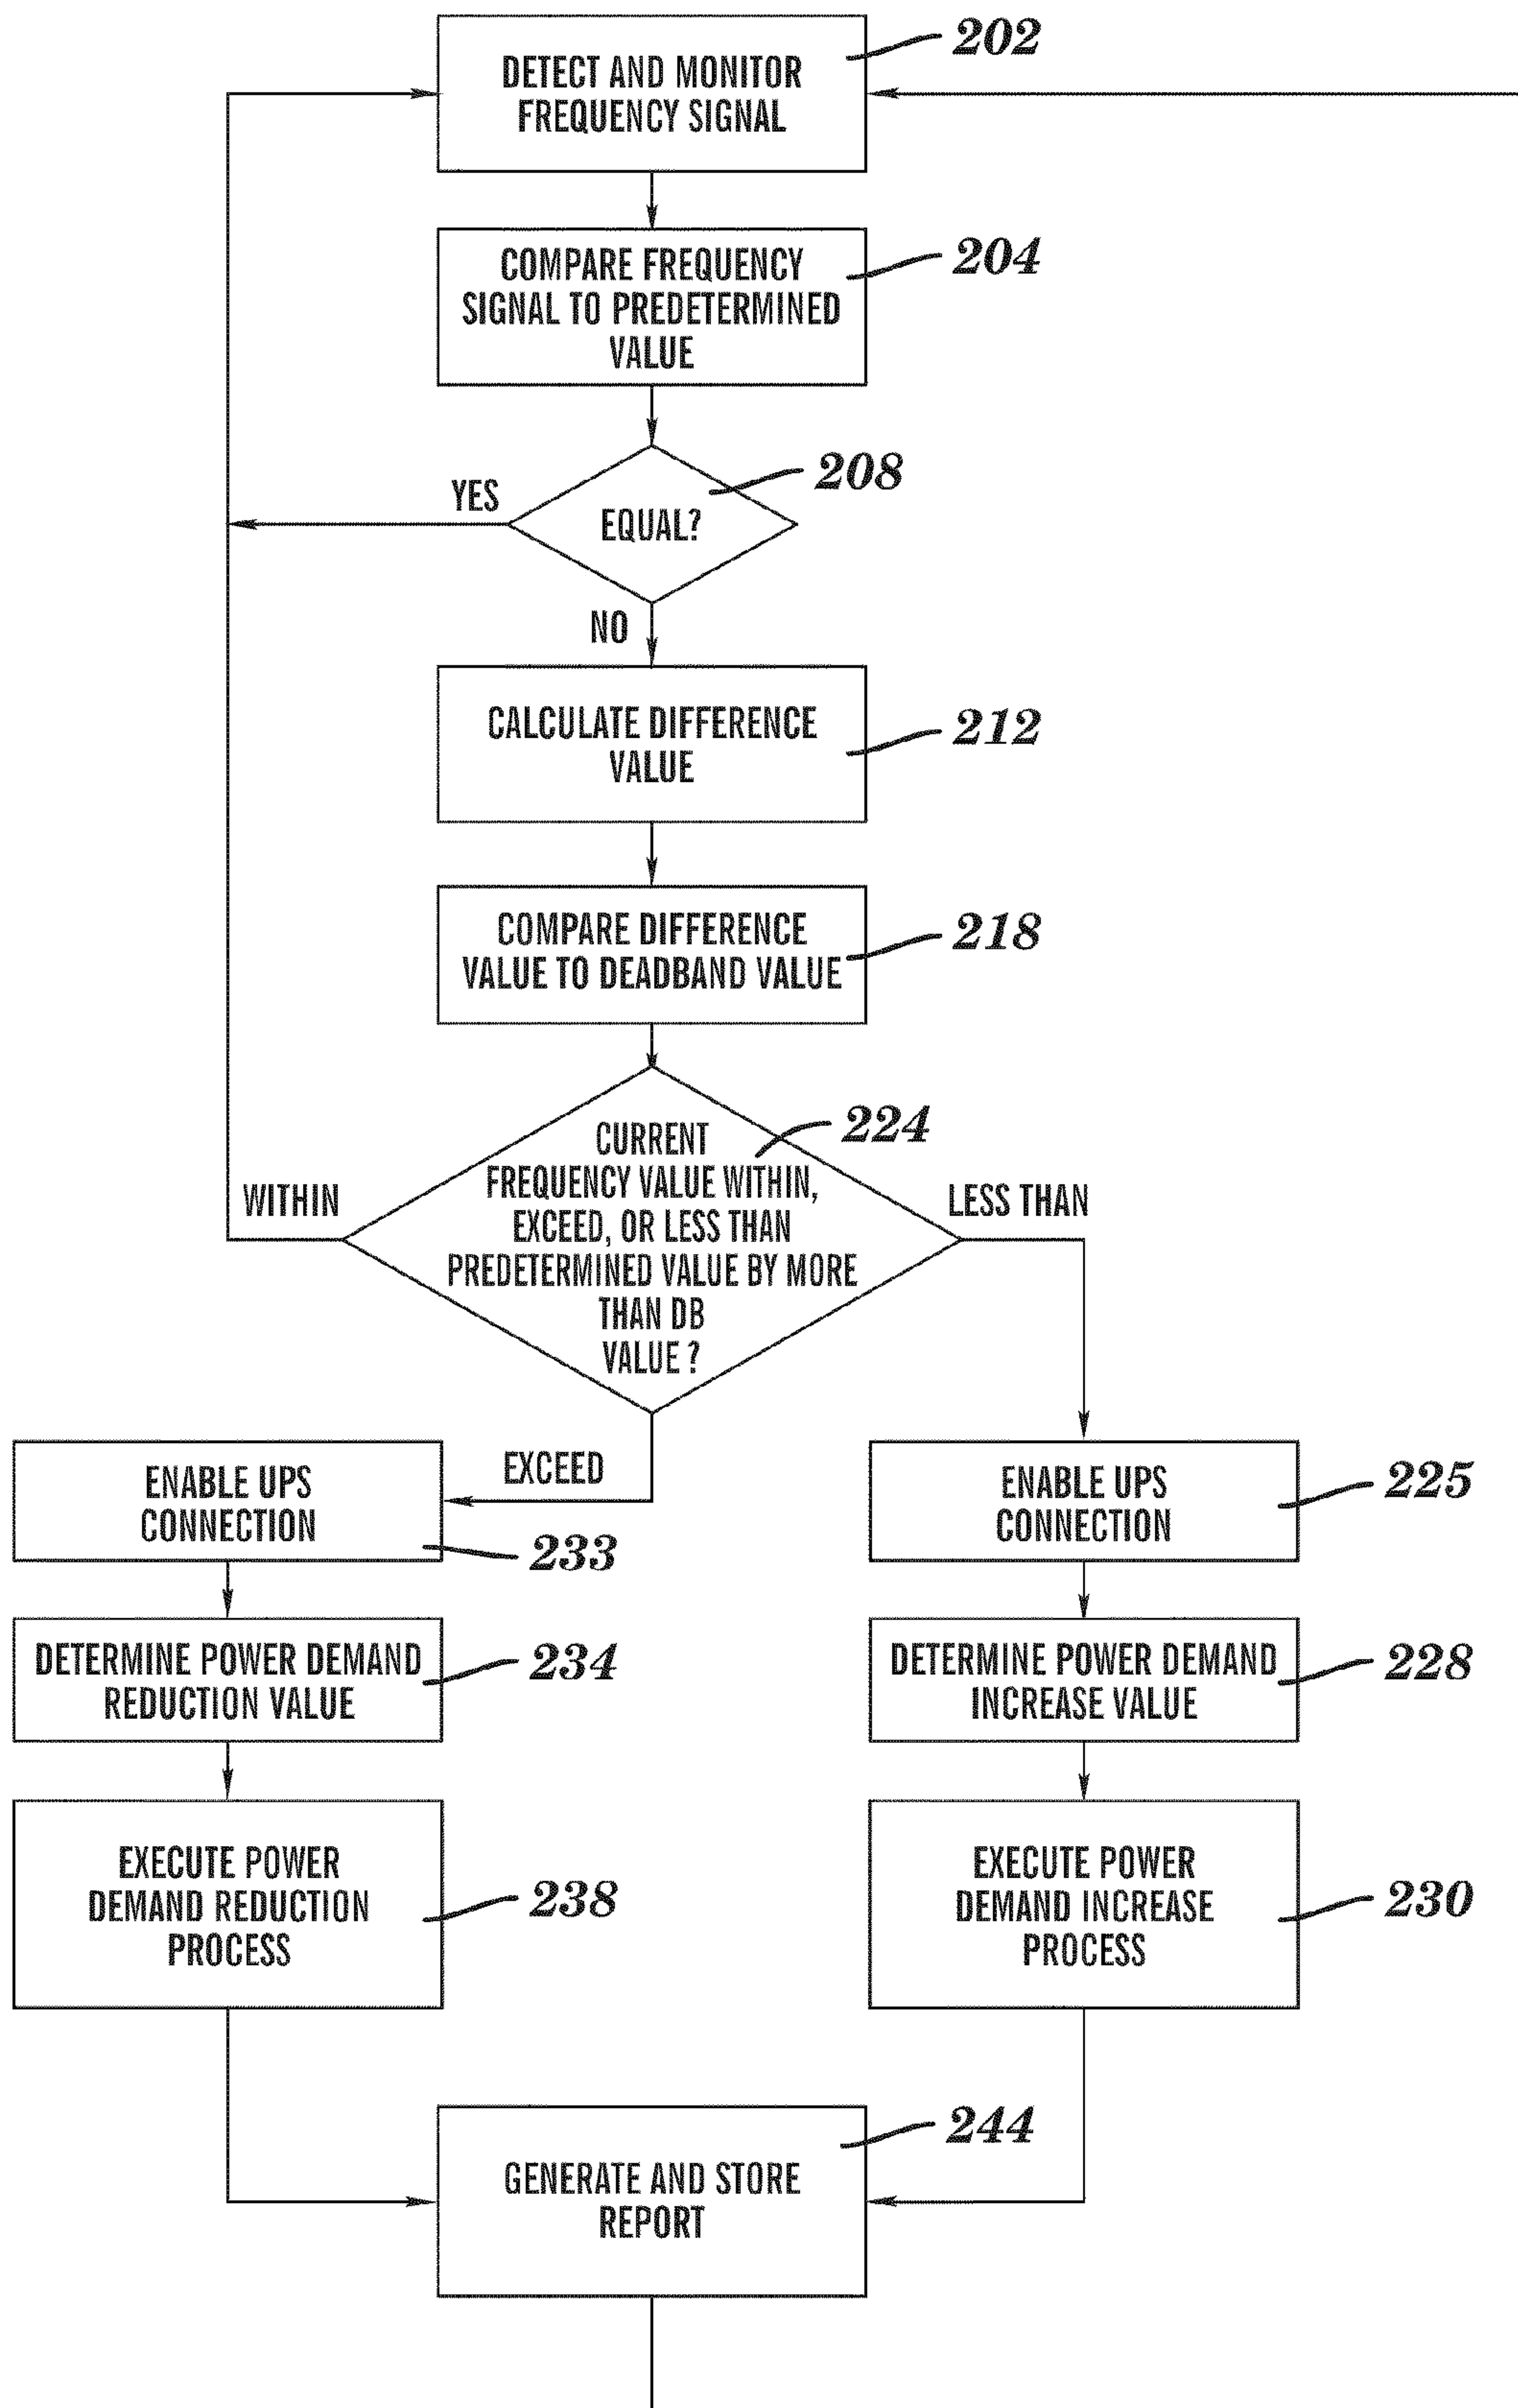 202
DETECT AND MONITOR
FREQUENCY SIGNAL
204
COMPARE FREQUENCY
SIGNAL TO PREDETERMINED
VALUE
208
YES
EQUAL?
NO
212
CALCULATE DIFFERENCE
VALUE
218
COMPARE DIFFERENCE
VALUE TO DEADBAND VALUE
224
CURRENT
FREQUENCY VALUE WITHIN,
EXCEED, OR LESS THAN
PREDETERMINED VALUE BY MORE
THAN DB
VALUE ?
WITHIN
LESS THAN
EXCEED
ENABLE UPS
CONNECTION
233
ENABLE UPS
CONNECTION
225
DETERMINE POWER DEMAND
REDUCTION VALUE
234
DETERMINE POWER DEMAND
INCREASE VALUE
228
EXECUTE POWER
DEMAND REDUCTION
PROCESS
238
EXECUTE POWER
DEMAND INCREASE
PROCESS
230
244
GENERATE AND STORE
REPORT